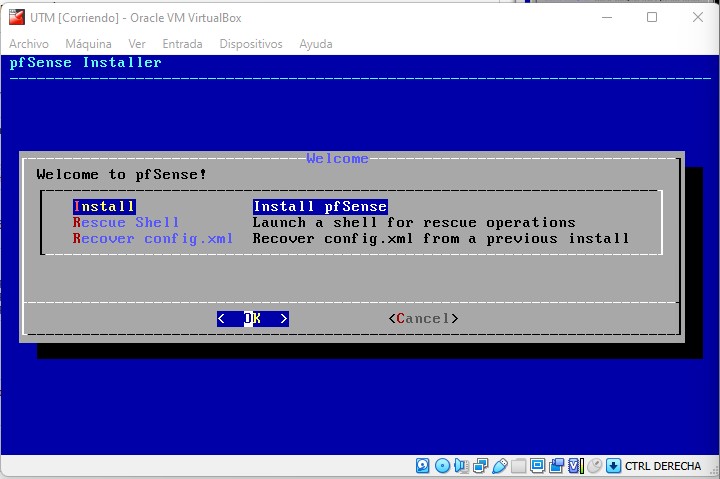 UTM [Corriendo] - Oracle VM VirtualBox
Archivo Máquina Ver Entrada Dispositivos Ayuda
pfSense Installer
Welcome
Welcome to pfSense!
Install Install pfSense
Rescue Shell Launch a shell for rescue operations
Recover config.xml Recover config.xml from a previous install
< OK > <Cancel>
CTRL DERECHA